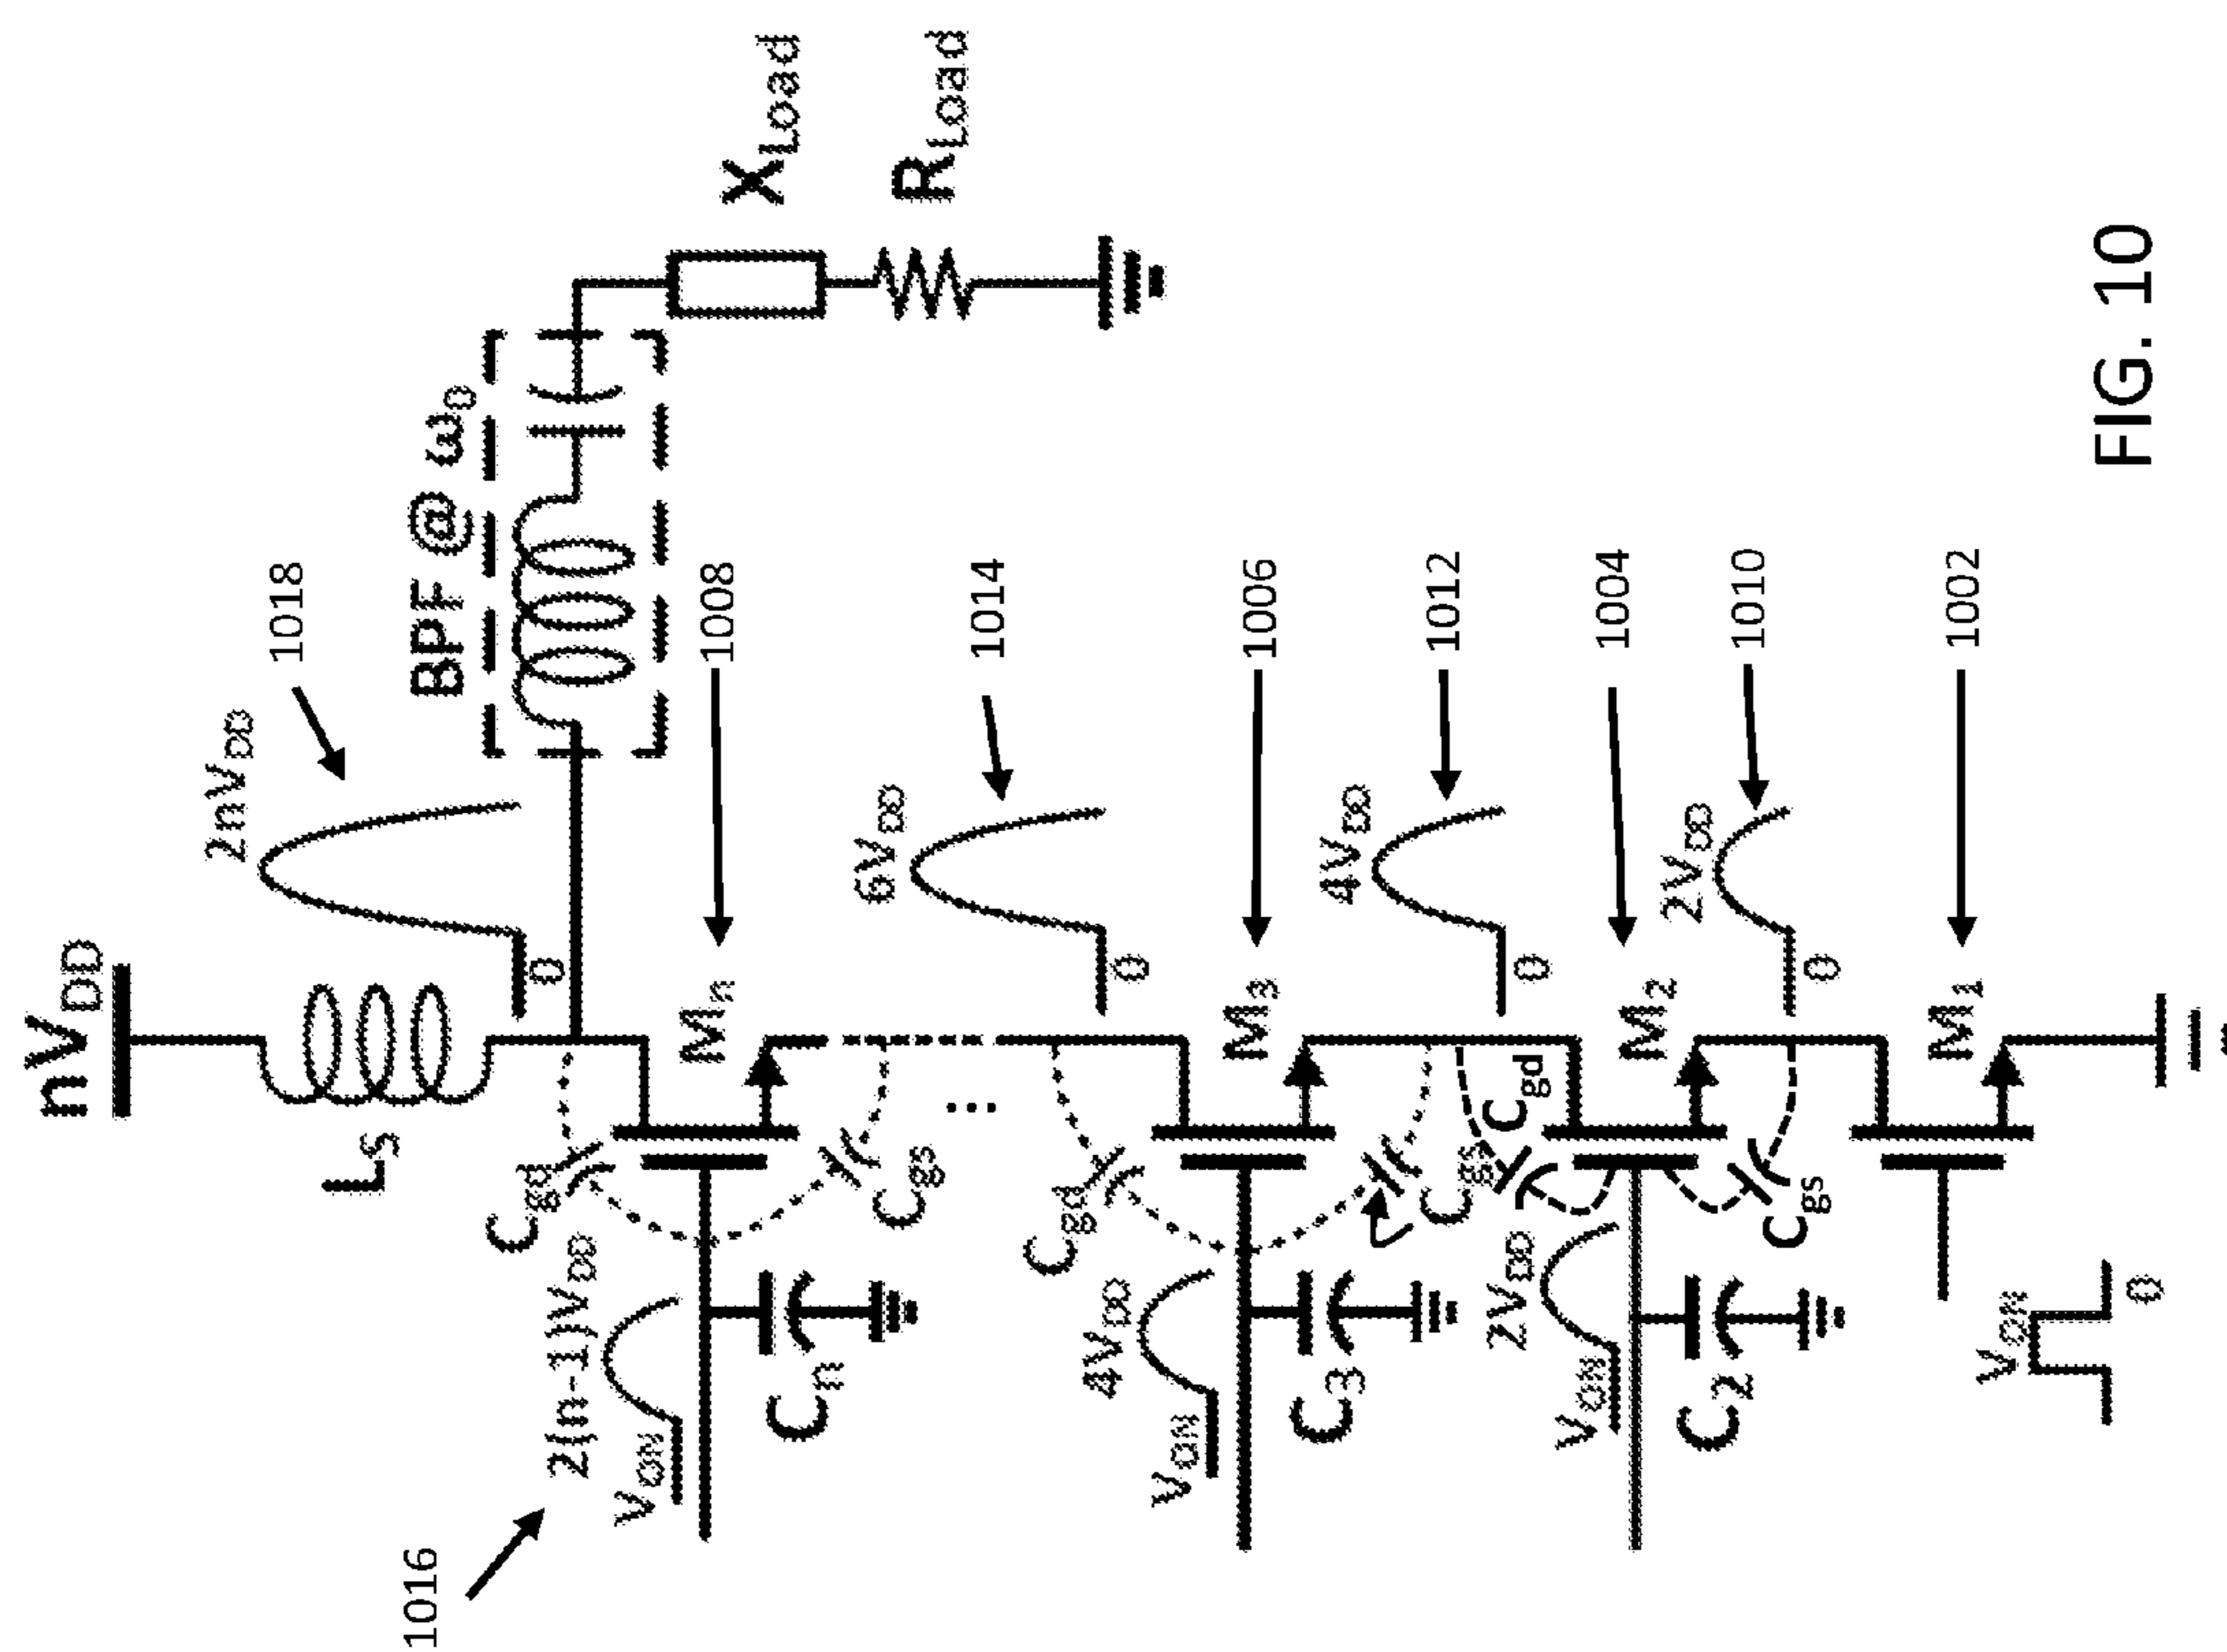 nV_DD
L_S
2nV_DD
1018
0
BPF @ ω_0
X_Load
R_Load
1016
2(n-1)V_DD
V_ON
C_gd
M_n
1008
C_n
C_gs
...
6V_DD
1014
0
4V_DD
V_ON
C_gd
M_3
1006
C_3
C_gs
4V_DD
1012
0
C_gd
2V_DD
V_ON
M_2
1004
C_2
C_gs
2V_DD
1010
0
M_1
1002
V_ON
0
FIG. 10